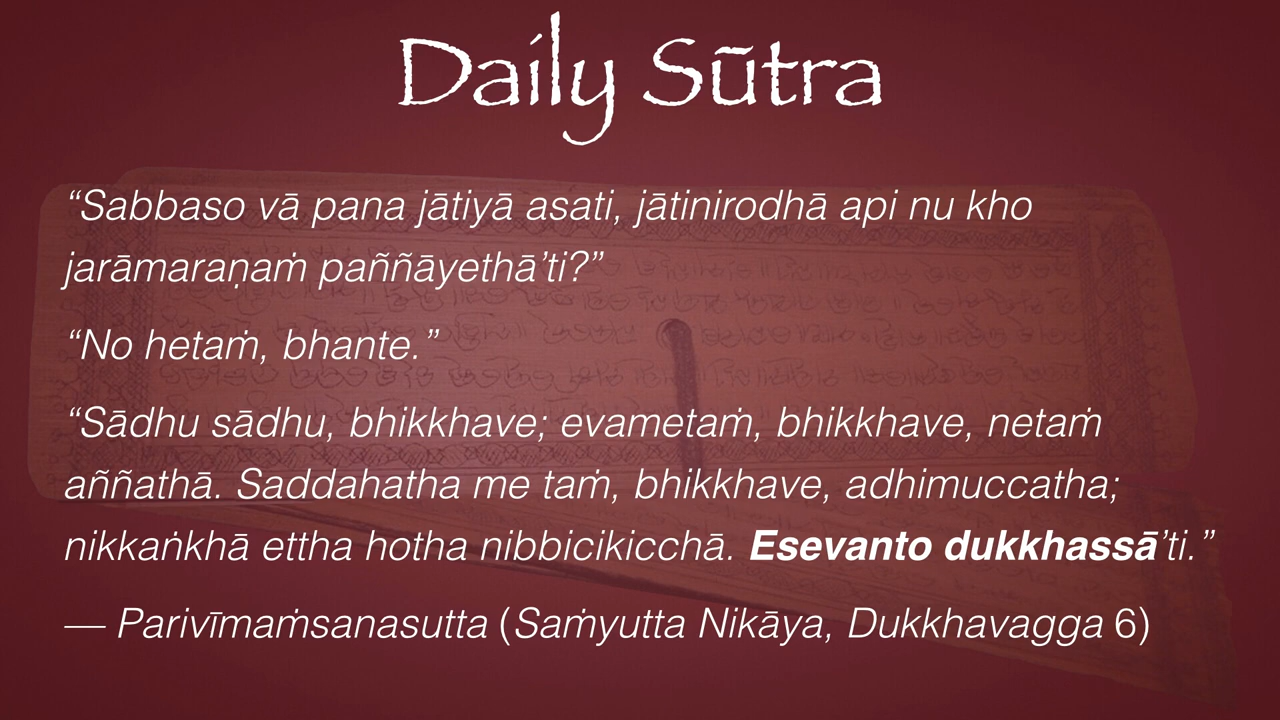 Daily Sūtra
“Sabbaso vā pana jātiyā asati, jātinirodhā api nu kho
jarāmaraṇaṁ paññāyethā’ti?”
“No hetaṁ, bhante.”
“Sādhu sādhu, bhikkhave; evametaṁ, bhikkhave, netaṁ
aññathā. Saddahatha me taṁ, bhikkhave, adhimuccatha;
nikkaṅkhā ettha hotha nibbicikicchā. Esevanto dukkhassā’ti.”
— Parivīmaṁsanasutta (Saṁyutta Nikāya, Dukkhavagga 6)